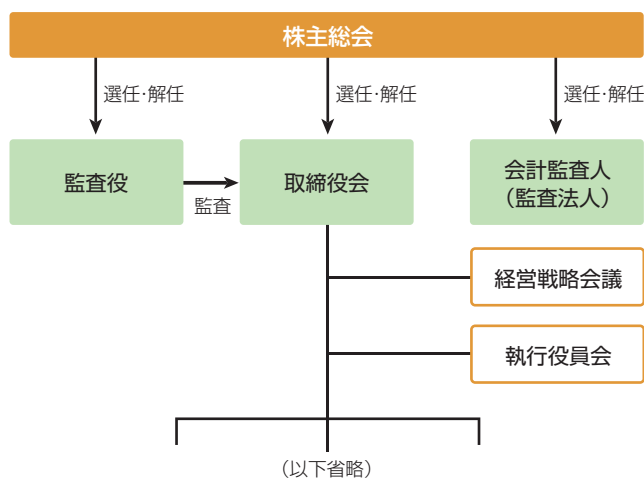 株主総会
選任・解任
選任・解任
選任・解任
監査役
監査
取締役会
会計監査人
（監査法人）
経営戦略会議
執行役員会
（以下省略）